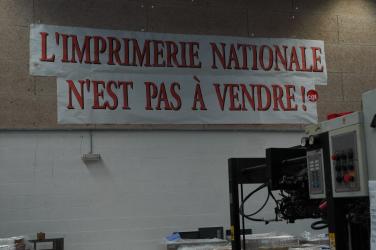 L'IMPRIMERIE NATIONALE
N'EST PAS À VENDRE !